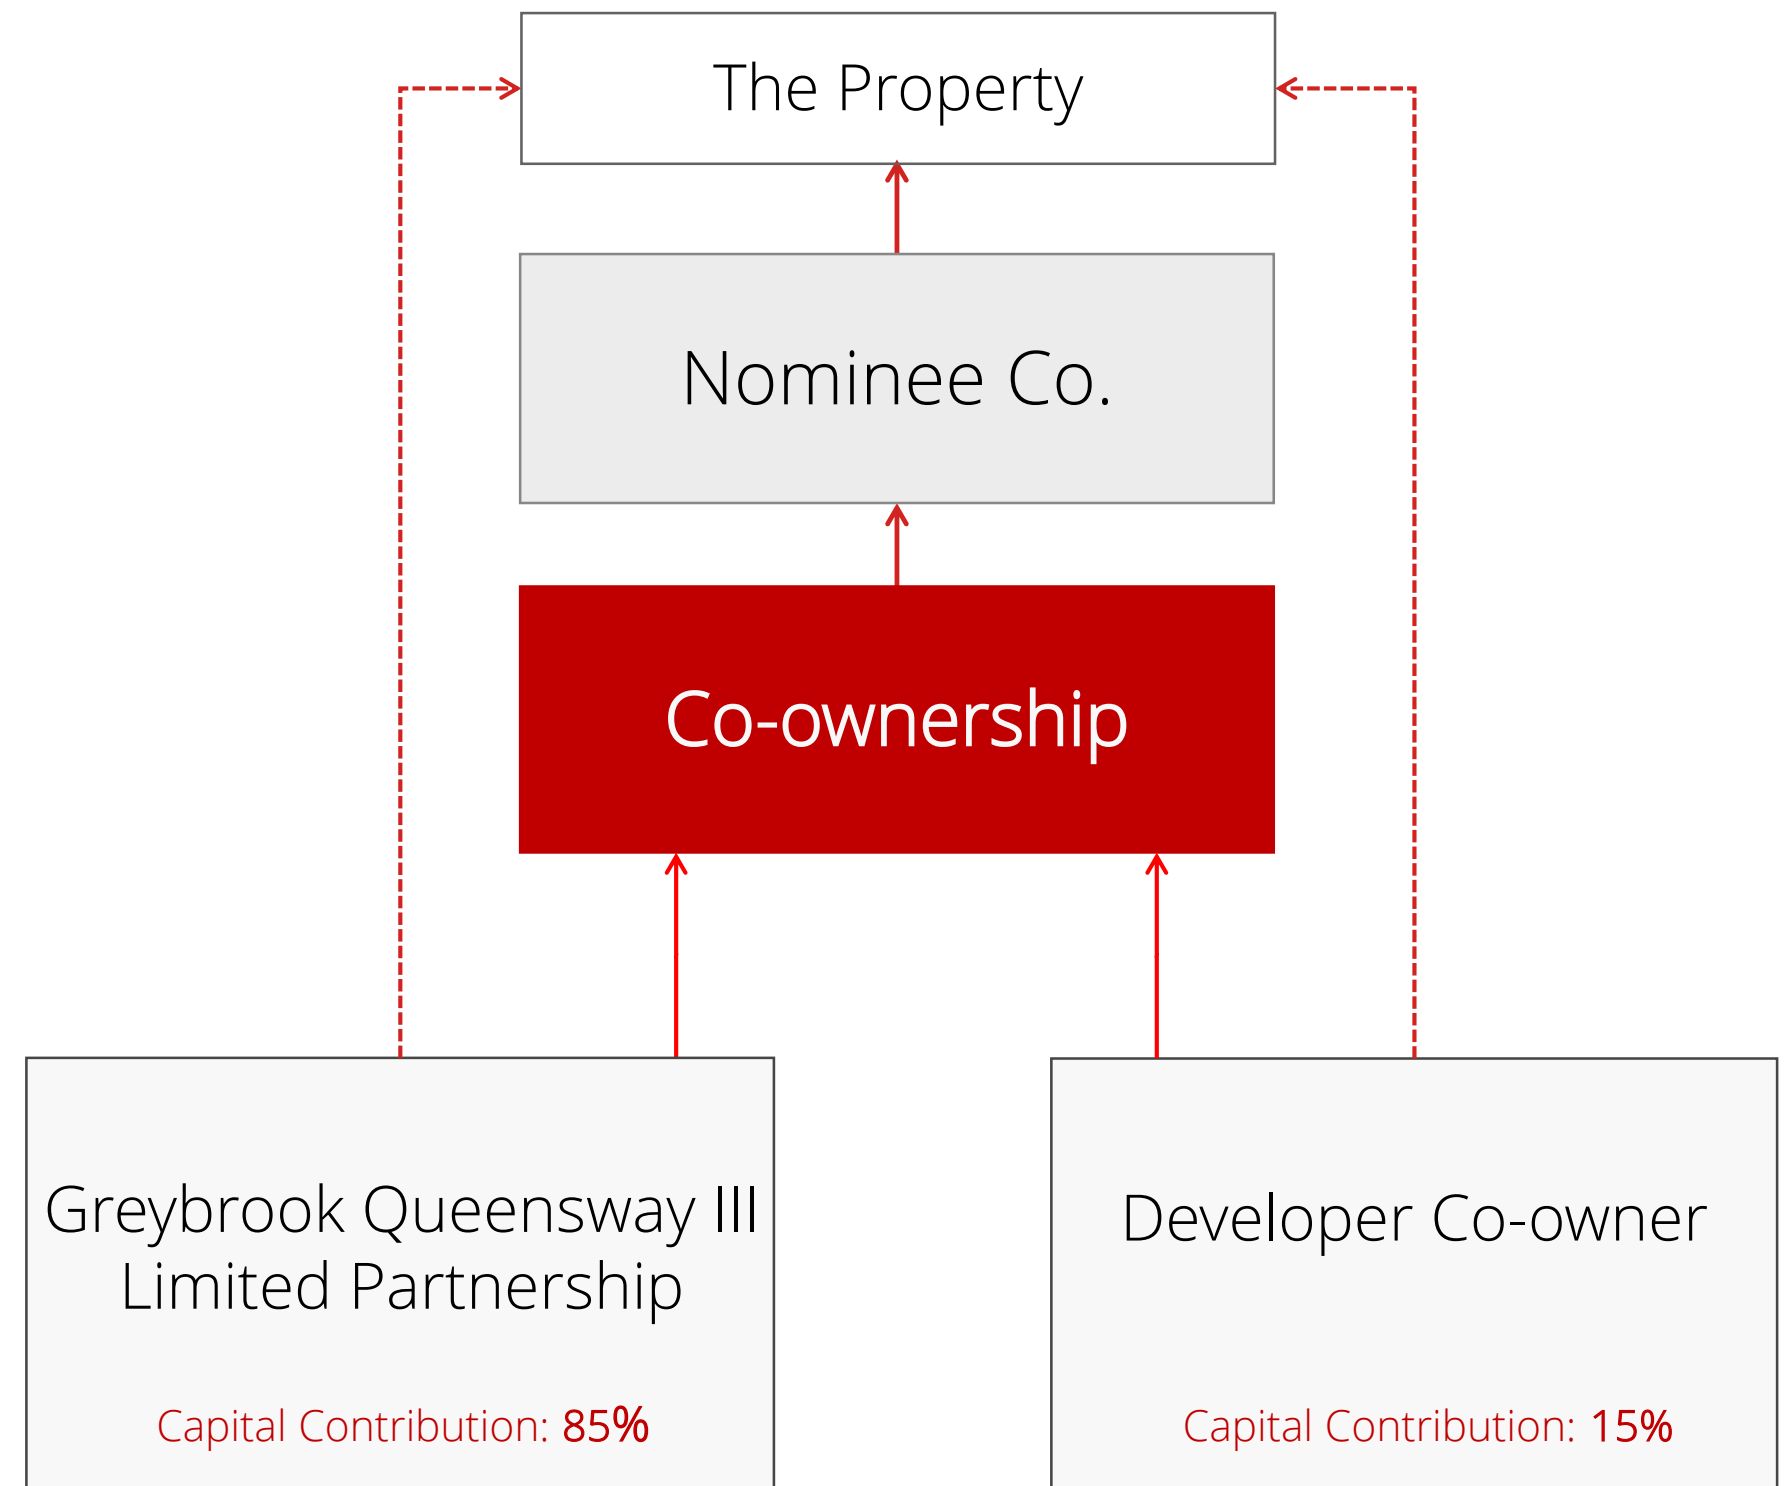 The Property
Nominee Co.
Co-ownership
Greybrook Queensway III
Limited Partnership
Capital Contribution: 85%
Developer Co-owner
Capital Contribution: 15%